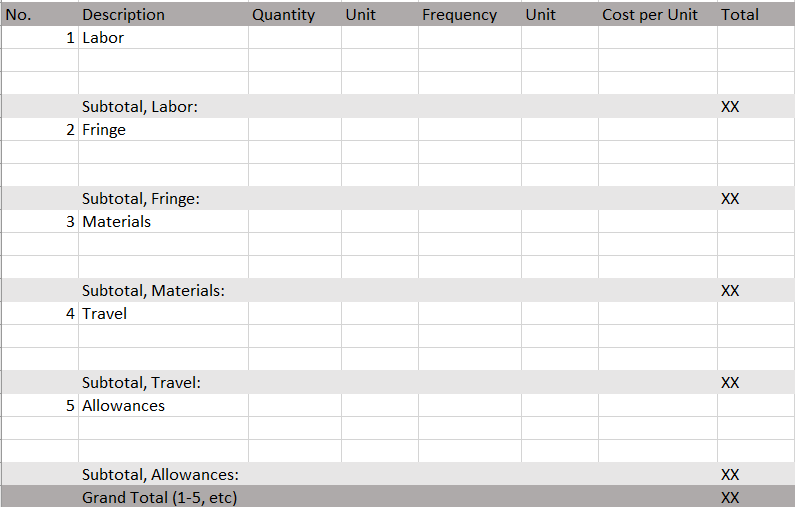 No. Description Quantity Unit Frequency Unit Cost per Unit Total
1 Labor
Subtotal, Labor: XX
2 Fringe
Subtotal, Fringe: XX
3 Materials
Subtotal, Materials: XX
4 Travel
Subtotal, Travel: XX
5 Allowances
Subtotal, Allowances: XX
Grand Total (1-5, etc) XX